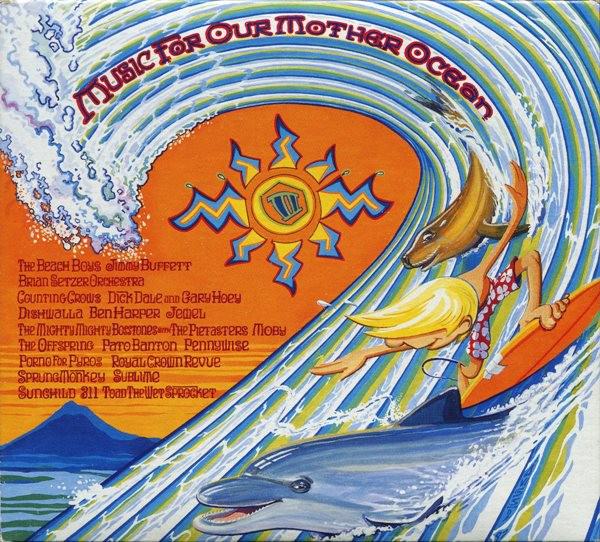 Music For Our Mother Ocean
The Beach Boys Jimmy Buffett
Brian Setzer Orchestra
Counting Crows Dick Dale and Gary Hoey
Dishwalla Ben Harper Jewel
The Mighty Mighty Bosstones with The Pietasters Moby
The Offspring Pato Banton Pennywise
Porno For Pyros Royal Crown Revue
Sprung Monkey Sublime
Sunchild 311 Toad The Wet Sprocket